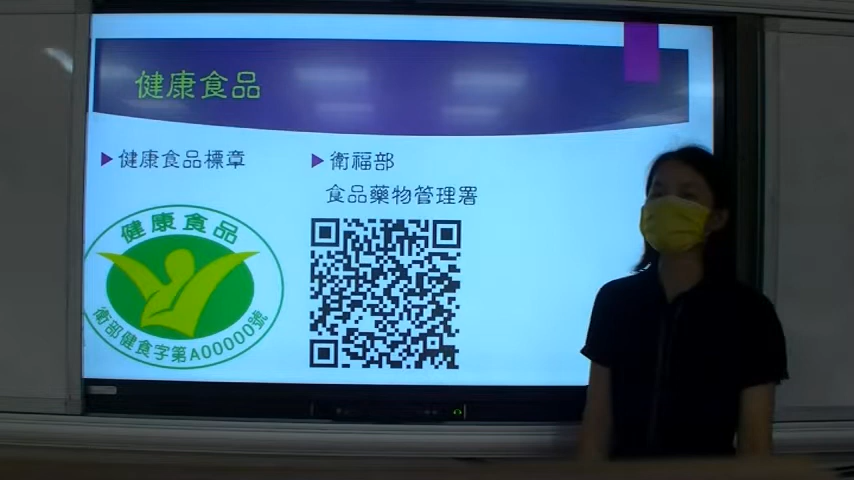 健康食品
健康食品標章
衛福部
食品藥物管理署
健康食品
衛部健食字第A00000號